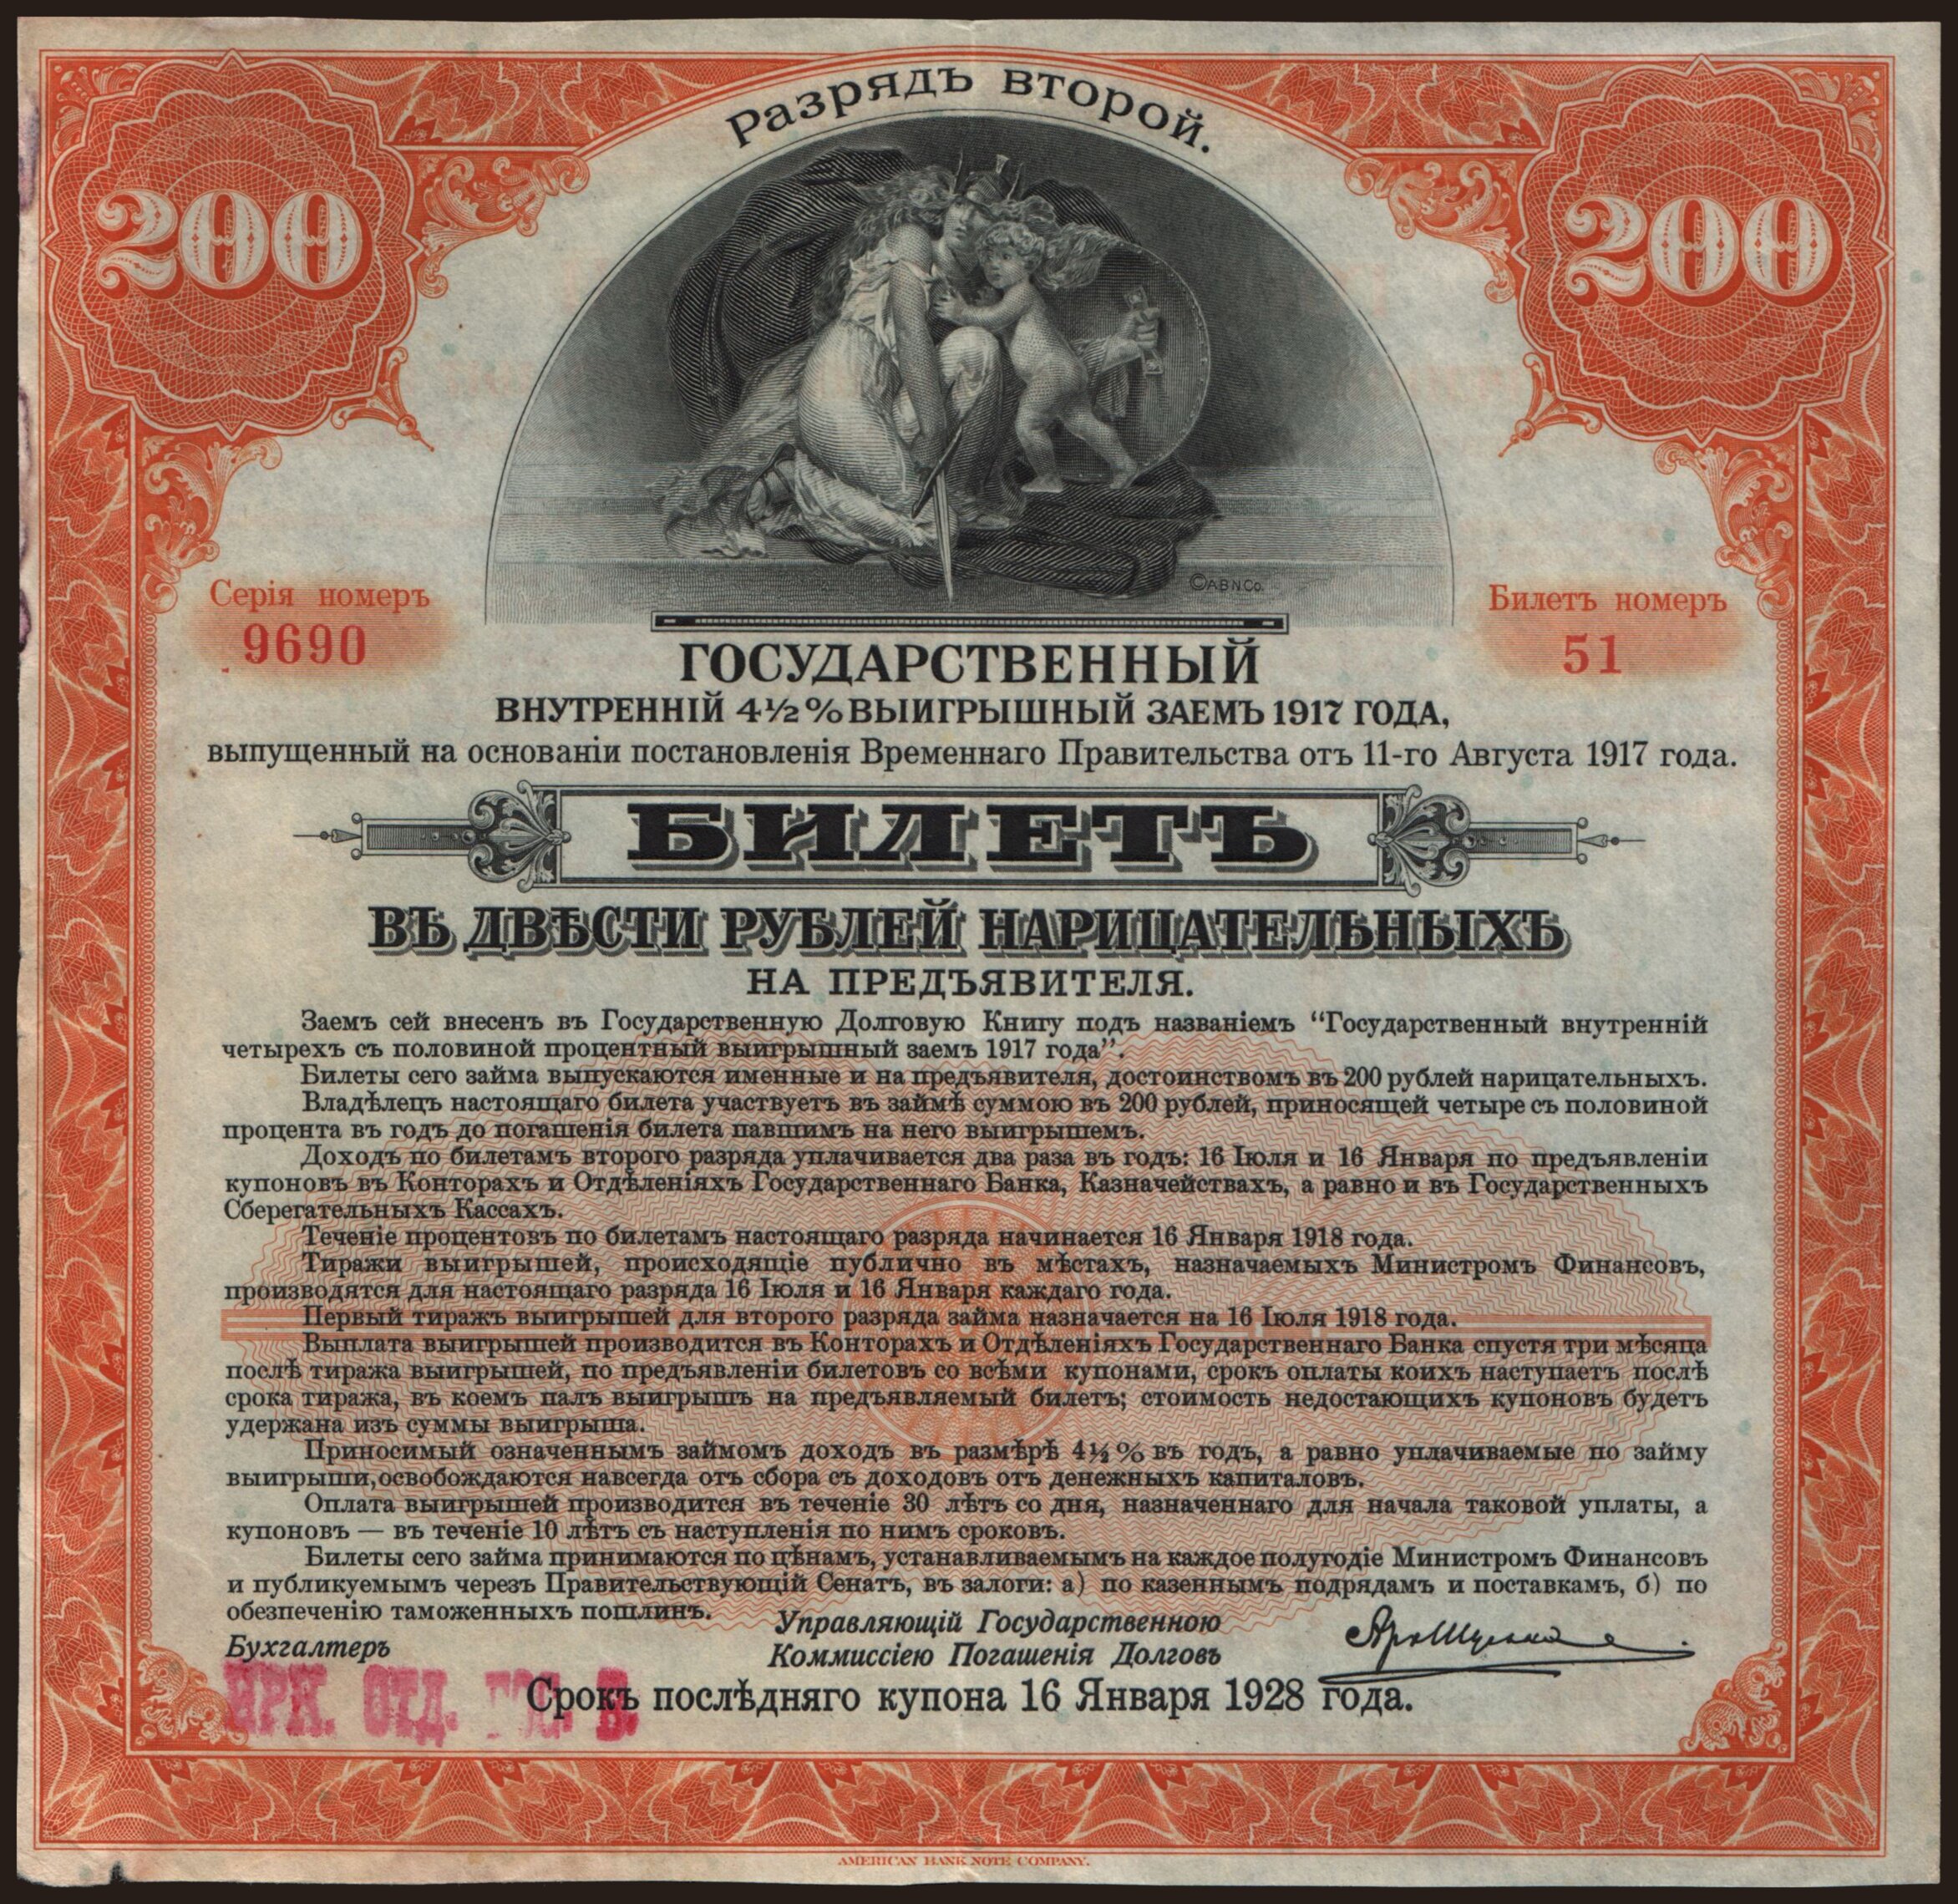 Разрядъ второй.
200
200
©A.B.N.Co.
Серія номеръ
9690
Билетъ номеръ
51
ГОСУДАРСТВЕННЫЙ
ВНУТРЕННІЙ 4½% ВЫИГРЫШНЫЙ ЗАЕМЪ 1917 ГОДА,
выпущенный на основаніи постановленія Временнаго Правительства отъ 11-го Августа 1917 года.
БИЛЕТЪ
ВЪ ДВѢСТИ РУБЛЕЙ НАРИЦАТЕЛЬНЫХЪ
НА ПРЕДЪЯВИТЕЛЯ.
Заемъ сей внесенъ въ Государственную Долговую Книгу подъ названіемъ “Государственный внутренній
четырехъ съ половиной процентный выигрышный заемъ 1917 года”.
Билеты сего займа выпускаются именные и на предъявителя, достоинствомъ въ 200 рублей нарицательныхъ.
Владѣлецъ настоящаго билета участвуетъ въ займѣ суммою въ 200 рублей, приносящей четыре съ половиной
процента въ годъ до погашенія билета павшимъ на него выигрышемъ.
Доходъ по билетамъ второго разряда уплачивается два раза въ годъ: 16 Іюля и 16 Января по предъявленіи
купоновъ въ Конторахъ и Отдѣленіяхъ Государственнаго Банка, Казначействахъ, а равно и въ Государственныхъ
Сберегательныхъ Кассахъ.
Теченіе процентовъ по билетамъ настоящаго разряда начинается 16 Января 1918 года.
Тиражи выигрышей, происходящіе публично въ мѣстахъ, назначаемыхъ Министромъ Финансовъ,
производятся для настоящаго разряда 16 Іюля и 16 Января каждаго года.
Первый тиражъ выигрышей для второго разряда займа назначается на 16 Іюля 1918 года.
Выплата выигрышей производится въ Конторахъ и Отдѣленіяхъ Государственнаго Банка спустя три мѣсяца
послѣ тиража выигрышей, по предъявленіи билетовъ со всѣми купонами, срокъ оплаты коихъ наступаетъ послѣ
срока тиража, въ коемъ палъ выигрышъ на предъявляемый билетъ; стоимость недостающихъ купоновъ будетъ
удержана изъ суммы выигрыша.
Приносимый означеннымъ займомъ доходъ въ размѣрѣ 4½% въ годъ, а равно уплачиваемые по займу
выигрыши, освобождаются навсегда отъ сбора съ доходовъ отъ денежныхъ капиталовъ.
Оплата выигрышей производится въ теченіе 30 лѣтъ со дня, назначеннаго для начала таковой уплаты, а
купоновъ — въ теченіе 10 лѣтъ съ наступленія по нимъ сроковъ.
Билеты сего займа принимаются по цѣнамъ, устанавливаемымъ на каждое полугодіе Министромъ Финансовъ
и публикуемымъ черезъ Правительствующій Сенатъ, въ залоги: а) по казеннымъ подрядамъ и поставкамъ, б) по
обезпеченію таможенныхъ пошлинъ.
Управляющій Государственною
Бухгалтеръ
Коммиссіею Погашенія Долговъ
ИРК. ОТД.
Срокъ послѣдняго купона 16 Января 1928 года.
AMERICAN BANK NOTE COMPANY.